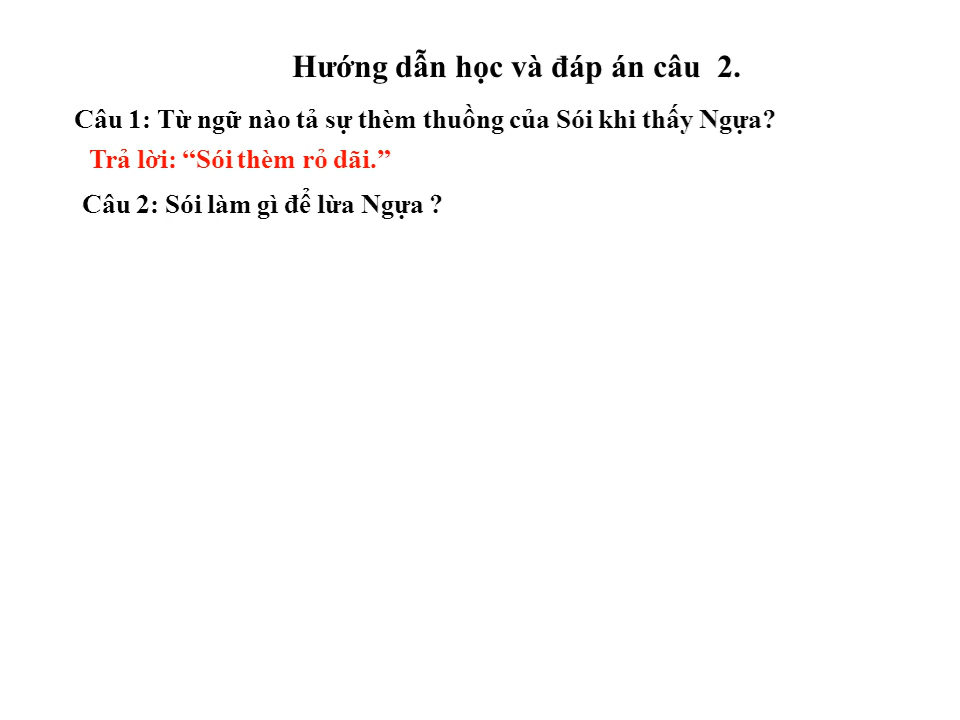 Hướng dẫn học và đáp án câu 2.
Câu 1: Từ ngữ nào tả sự thèm thuồng của Sói khi thấy Ngựa?
Trả lời: “Sói thèm rỏ dãi.”
Câu 2: Sói làm gì để lừa Ngựa ?